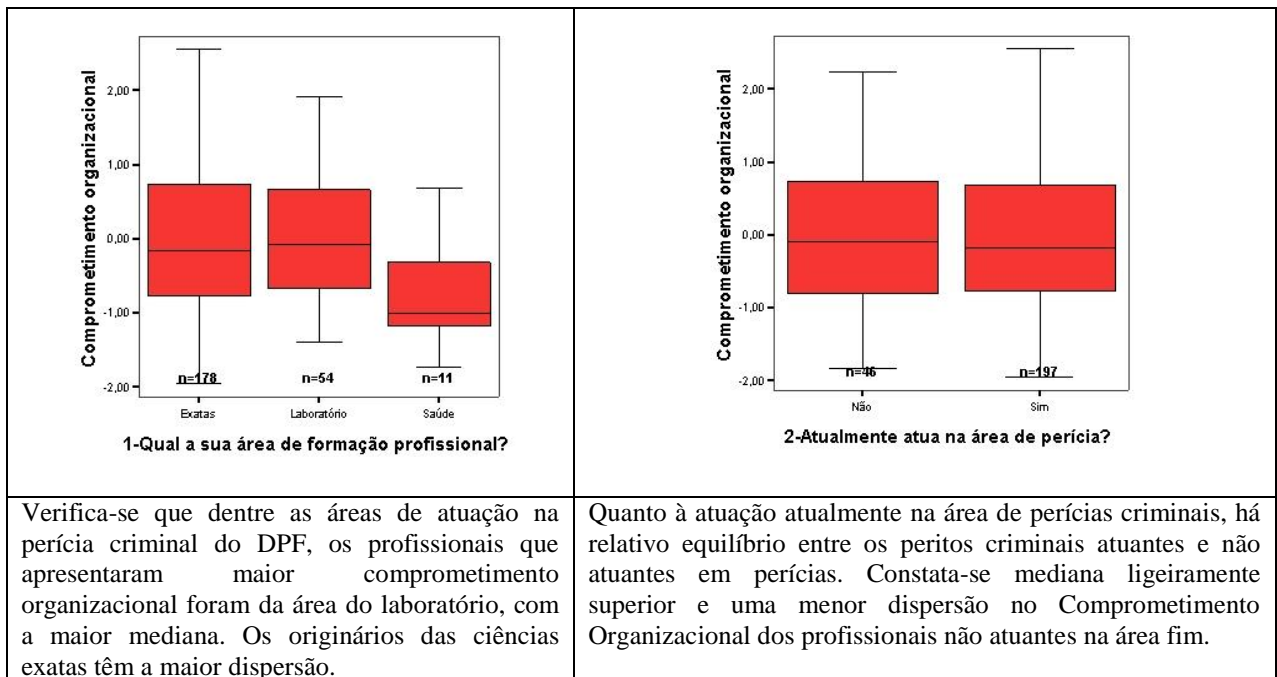 Comprometimento organizacional
2,00
1,00
0,00
-1,00
-2,00
n=178
n=54
n=11
Exatas
Laboratório
Saúde
1-Qual a sua área de formação profissional?
Comprometimento organizacional
2,00
1,00
0,00
-1,00
-2,00
n=46
n=197
Não
Sim
2-Atualmente atua na área de perícia?
Verifica-se que dentre as áreas de atuação na
perícia criminal do DPF, os profissionais que
apresentaram maior comprometimento
organizacional foram da área do laboratório, com
a maior mediana. Os originários das ciências
exatas têm a maior dispersão.
Quanto à atuação atualmente na área de perícias criminais, há
relativo equilíbrio entre os peritos criminais atuantes e não
atuantes em perícias. Constata-se mediana ligeiramente
superior e uma menor dispersão no Comprometimento
Organizacional dos profissionais não atuantes na área fim.